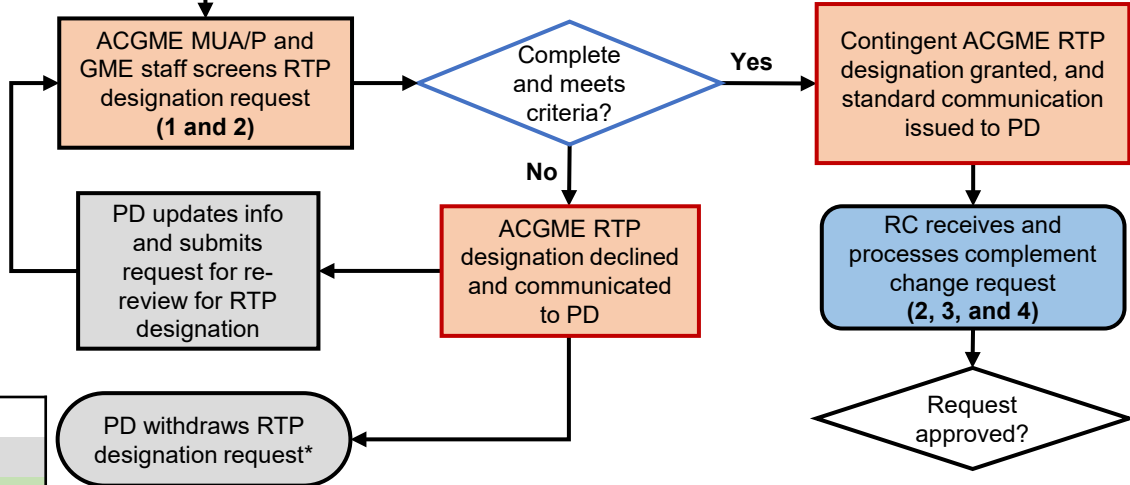 ACGME MUA/P and
GME staff screens RTP
designation request
(1 and 2)
Complete
and meets
criteria?
Yes
Contingent ACGME RTP
designation granted, and
standard communication
issued to PD
No
PD updates info
and submits
request for re-
review for RTP
designation
ACGME RTP
designation declined
and communicated
to PD
RC receives and
processes complement
change request
(2, 3, and 4)
PD withdraws RTP
designation request*
Request
approved?